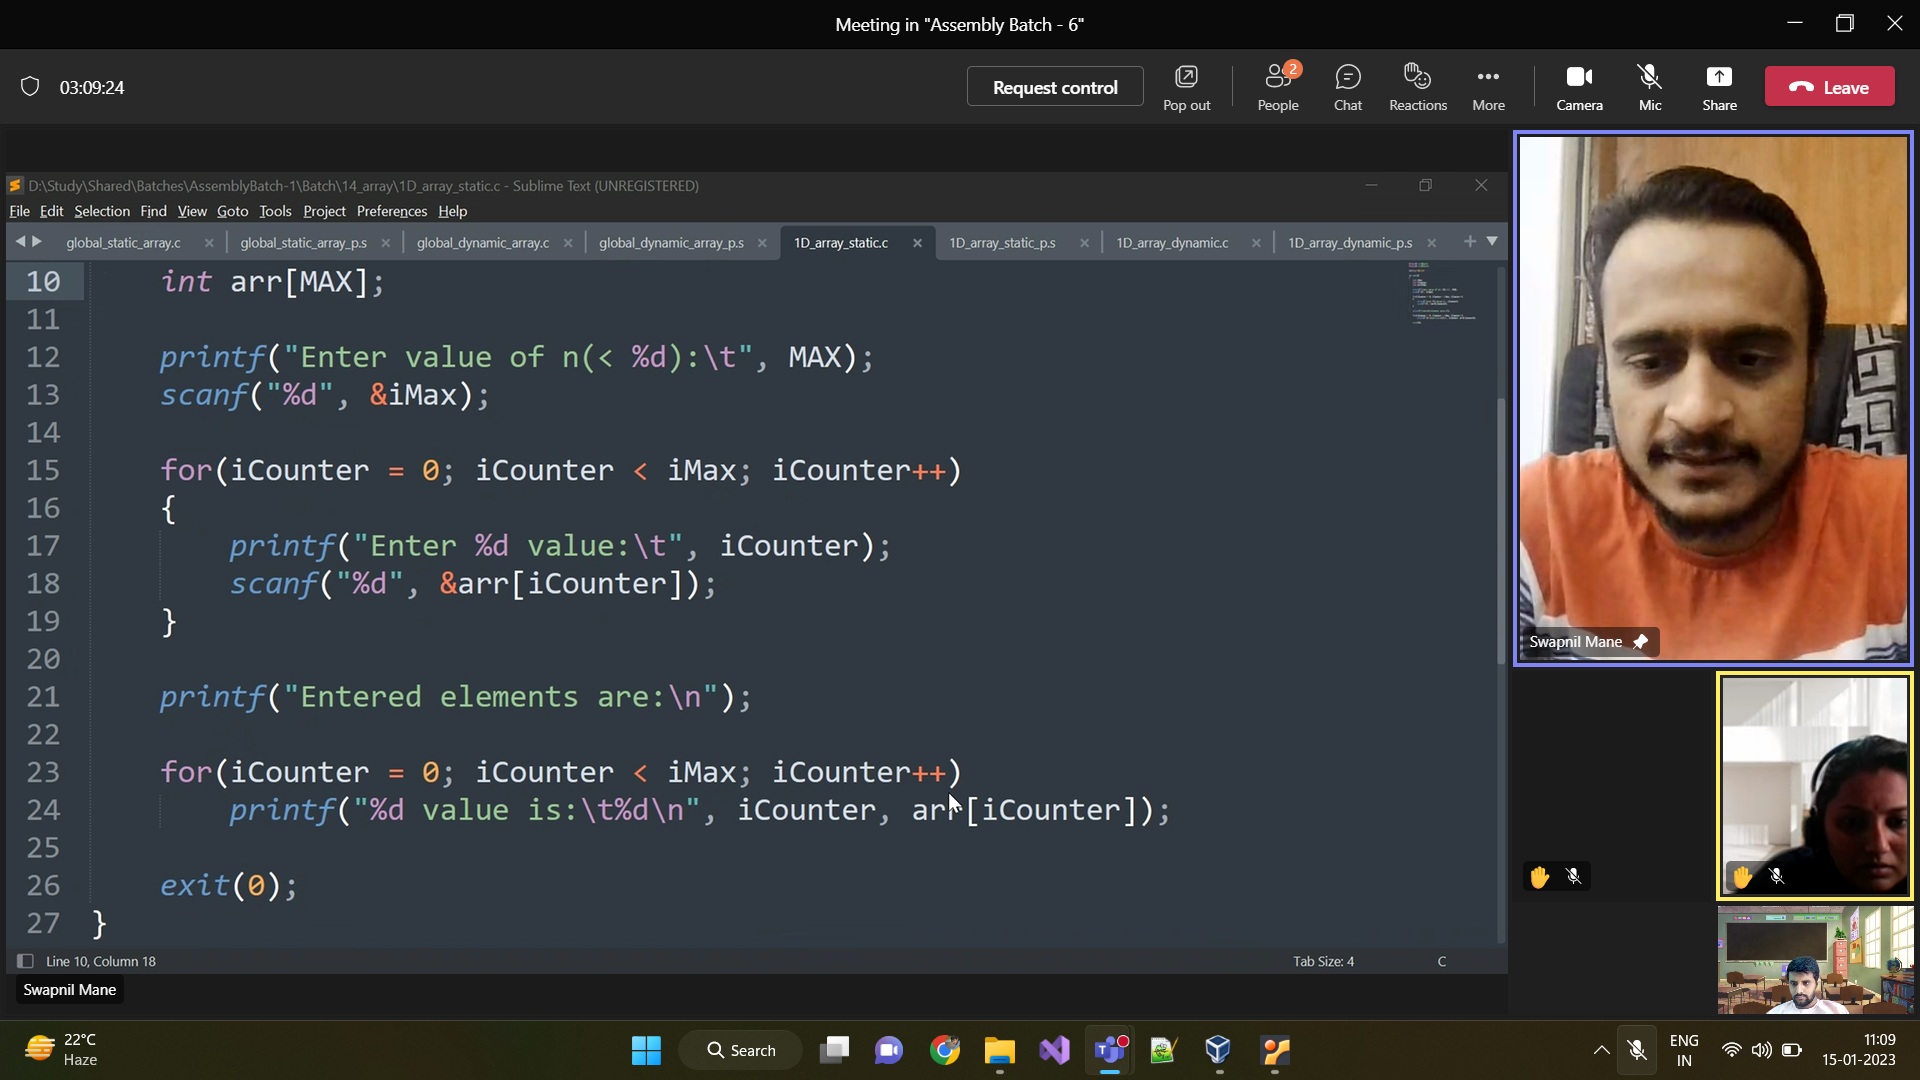 Meeting in "Assembly Batch - 6"
03:09:24
Request control
Pop out
2
People
Chat
Reactions
More
Camera
Mic
Share
Leave
D:\Study\Shared\Batches\AssemblyBatch-1\Batch\14_array\1D_array_static.c - Sublime Text (UNREGISTERED)
File Edit Selection Find View Goto Tools Project Preferences Help
global_static_array.c global_static_array_p.s global_dynamic_array.c global_dynamic_array_p.s 1D_array_static.c 1D_array_static_p.s 1D_array_dynamic.c 1D_array_dynamic_p.s
10 int arr[MAX];
11
12 printf("Enter value of n(< %d):\t", MAX);
13 scanf("%d", &iMax);
14
15 for(iCounter = 0; iCounter < iMax; iCounter++)
16 {
17 printf("Enter %d value:\t", iCounter);
18 scanf("%d", &arr[iCounter]);
19 }
20
21 printf("Entered elements are:\n");
22
23 for(iCounter = 0; iCounter < iMax; iCounter++)
24 printf("%d value is:\t%d\n", iCounter, arr[iCounter]);
25
26 exit(0);
27 }
Line 10, Column 18
Tab Size: 4
C
Swapnil Mane
Swapnil Mane
22°C
Haze
Search
ENG
IN
11:09
15-01-2023